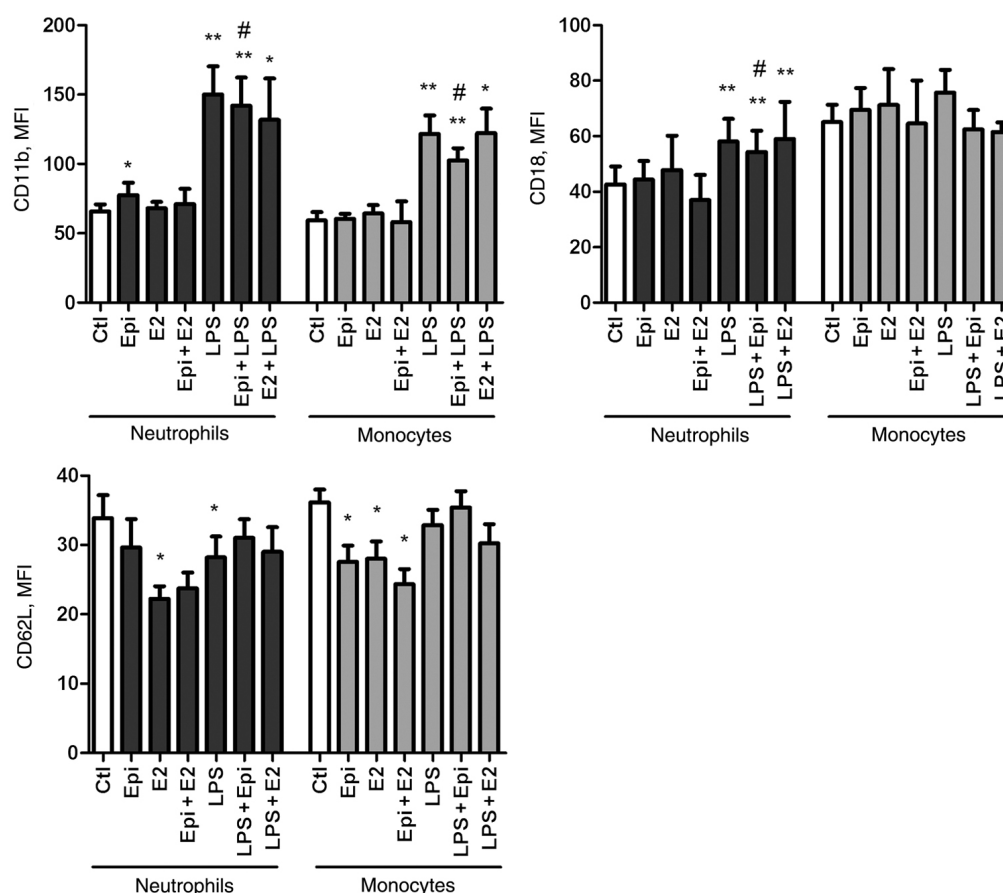 200
150
100
50
0
CD11b, MFI
*
**
#
**
*
**
#
**
*
Ctl
Epi
E2
Epi + E2
LPS
Epi + LPS
E2 + LPS
Ctl
Epi
E2
Epi + E2
LPS
Epi + LPS
E2 + LPS
Neutrophils
Monocytes
100
80
60
40
20
0
CD18, MFI
**
#
**
**
Ctl
Epi
E2
Epi + E2
LPS
LPS + Epi
LPS + E2
Ctl
Epi
E2
Epi + E2
LPS
LPS + Epi
LPS + E2
Neutrophils
Monocytes
40
30
20
10
0
CD62L, MFI
*
*
*
*
*
Ctl
Epi
E2
Epi + E2
LPS
LPS + Epi
LPS + E2
Ctl
Epi
E2
Epi + E2
LPS
LPS + Epi
LPS + E2
Neutrophils
Monocytes